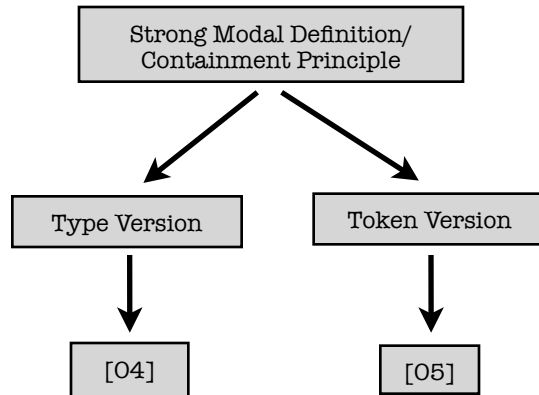 Strong Modal Definition/
Containment Principle
Type Version
Token Version
[04]
[05]